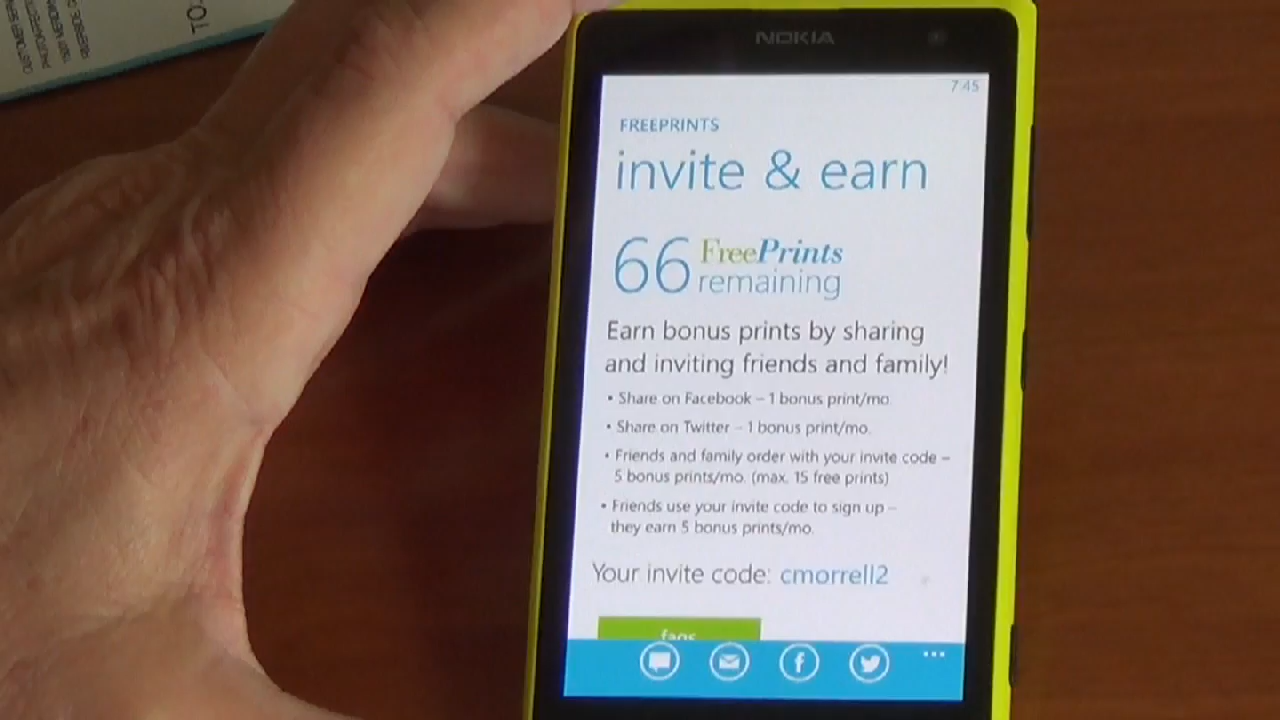 NOKIA
7:45
FREEPRINTS
invite & earn
66 FreePrints
remaining
Earn bonus prints by sharing
and inviting friends and family!
• Share on Facebook – 1 bonus print/mo.
• Share on Twitter – 1 bonus print/mo.
• Friends and family order with your invite code –
5 bonus prints/mo. (max. 15 free prints)
• Friends use your invite code to sign up –
they earn 5 bonus prints/mo.
Your invite code: cmorrell2
faqs
TO: